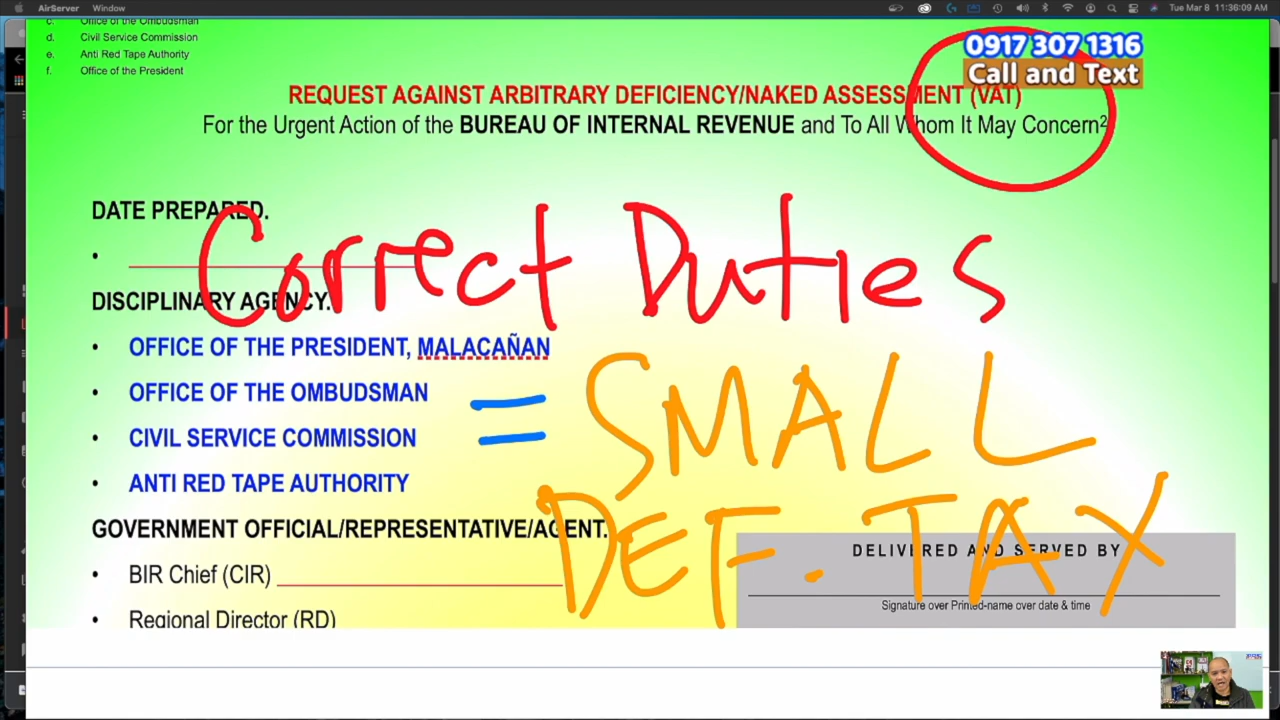 AirServer Window Tue Mar 8 11:36:09 AM
c. Office of the Ombudsman
d. Civil Service Commission
e. Anti Red Tape Authority
f. Office of the President
0917 307 1316
Call and Text
REQUEST AGAINST ARBITRARY DEFICIENCY/NAKED ASSESSMENT (VAT)
For the Urgent Action of the BUREAU OF INTERNAL REVENUE and To All Whom It May Concern2
DATE PREPARED.
Correct Duties
DISCIPLINARY AGENCY.
• OFFICE OF THE PRESIDENT, MALACAÑAN
• OFFICE OF THE OMBUDSMAN
= SMALL
• CIVIL SERVICE COMMISSION
• ANTI RED TAPE AUTHORITY
DEF. TAX
GOVERNMENT OFFICIAL/REPRESENTATIVE/AGENT.
• BIR Chief (CIR)
• Regional Director (RD)
DELIVERED AND SERVED BY
Signature over Printed-name over date & time